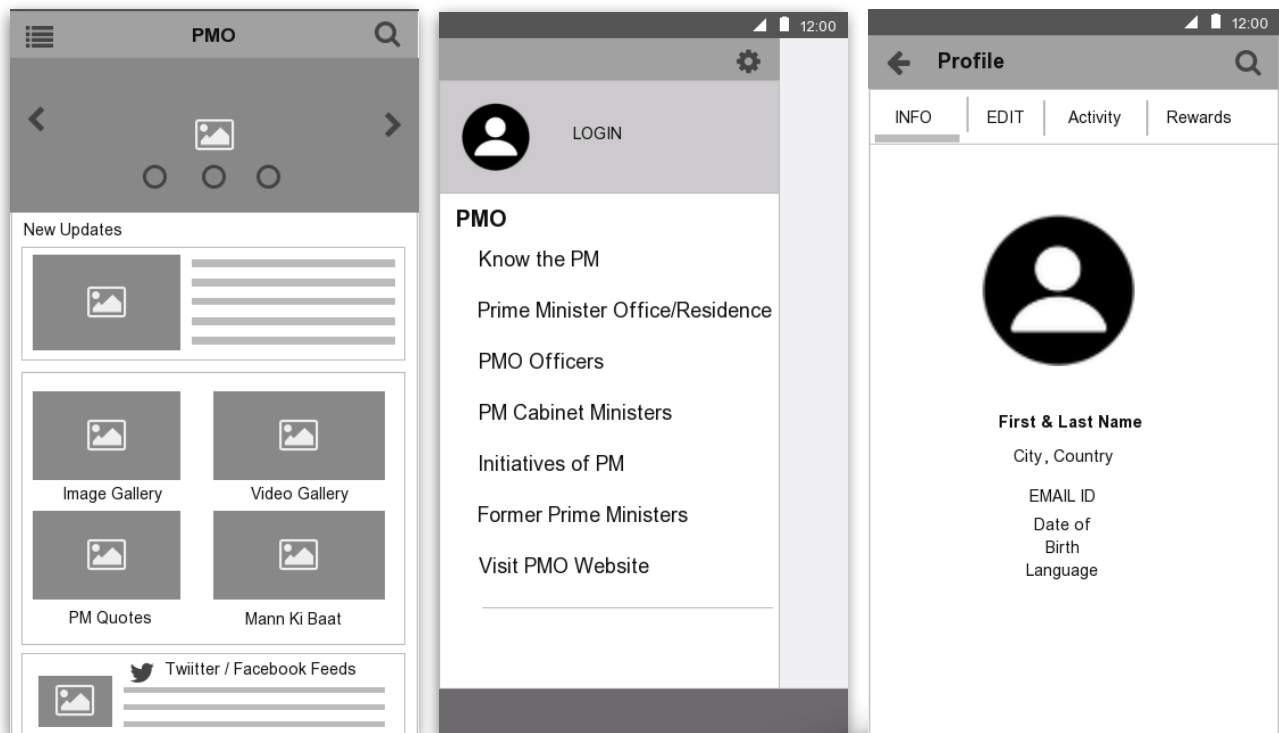 PMO
New Updates
Image Gallery
Video Gallery
PM Quotes
Mann Ki Baat
Twiitter / Facebook Feeds
12:00
LOGIN
PMO
Know the PM
Prime Minister Office/Residence
PMO Officers
PM Cabinet Ministers
Initiatives of PM
Former Prime Ministers
Visit PMO Website
12:00
Profile
INFO
EDIT
Activity
Rewards
First & Last Name
City, Country
EMAIL ID
Date of
Birth
Language